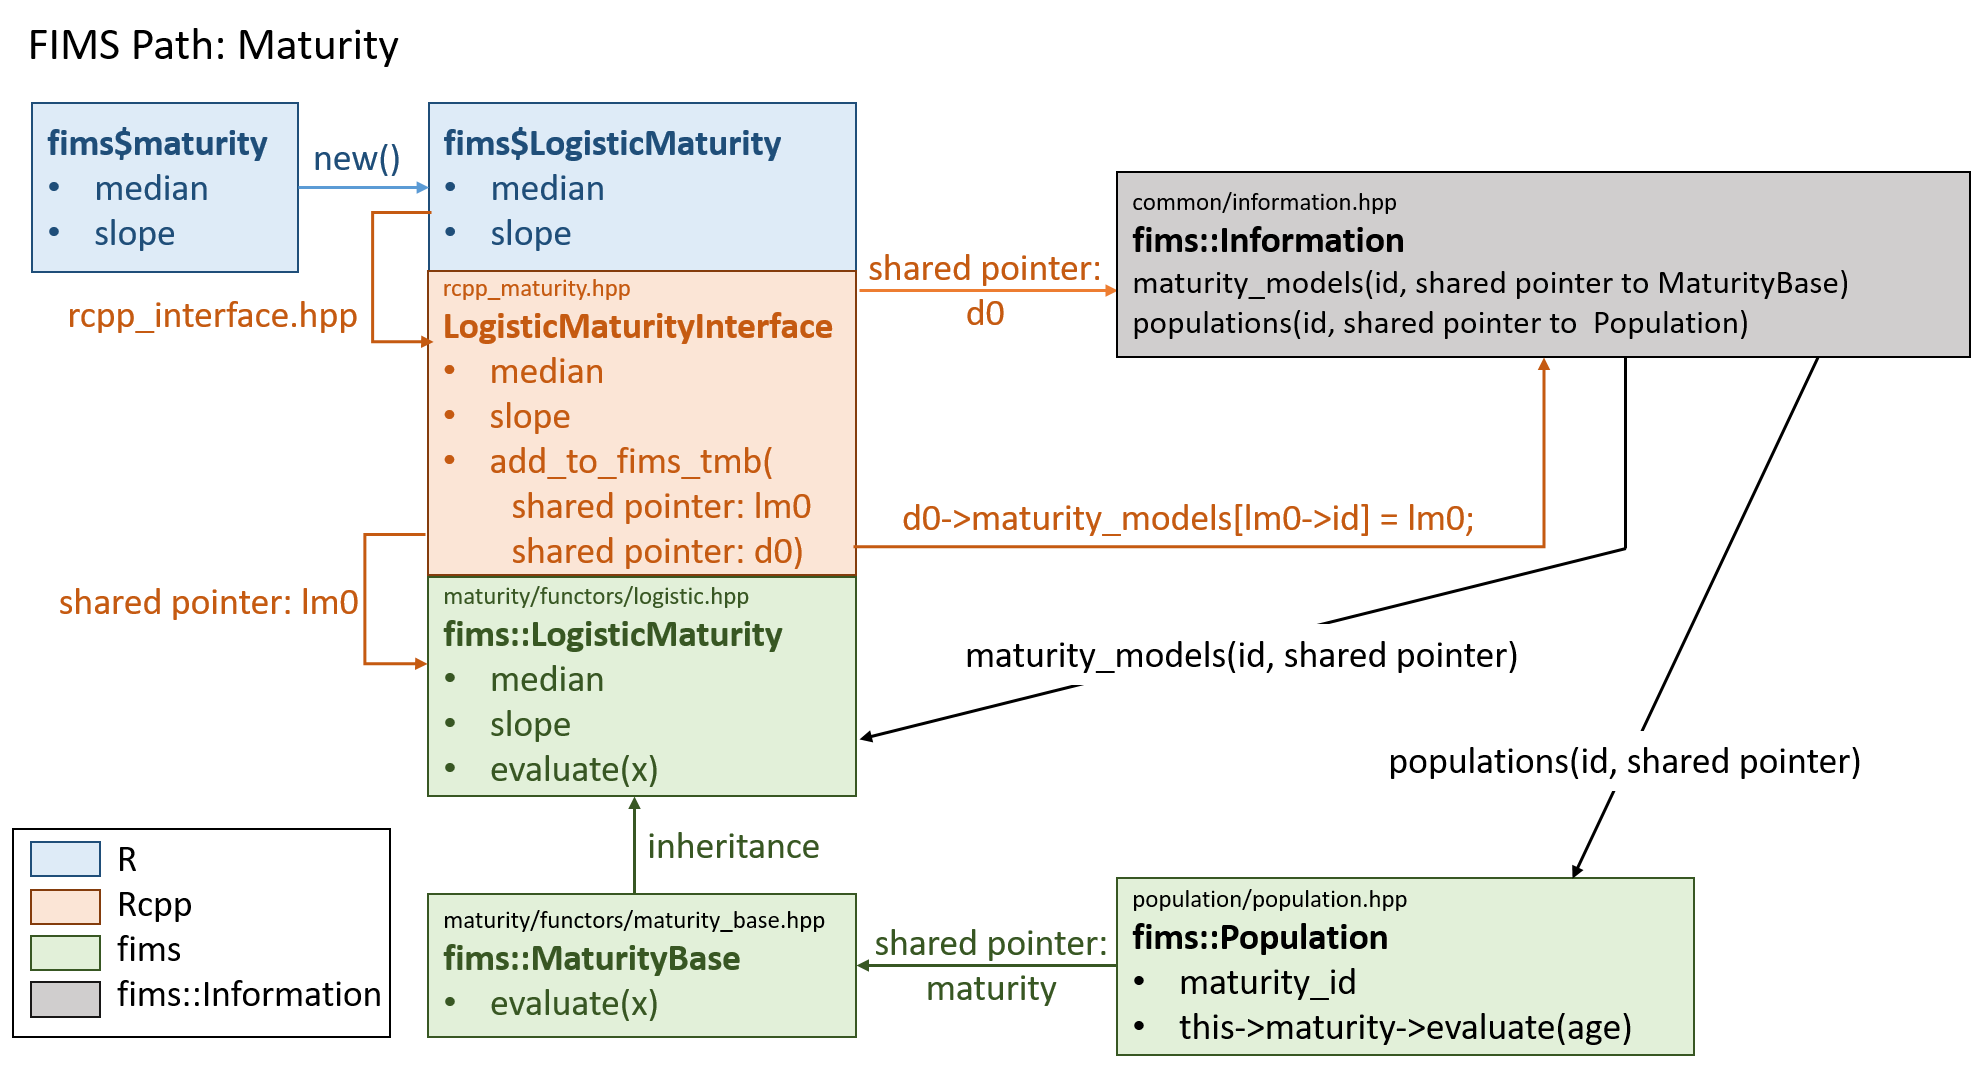 FIMS Path: Maturity
fims$maturity
• median
• slope
new()
fims$LogisticMaturity
• median
• slope
rcpp_interface.hpp
rcpp_maturity.hpp
LogisticMaturityInterface
• median
• slope
• add_to_fims_tmb(
shared pointer: lm0
shared pointer: d0)
shared pointer:
d0
common/information.hpp
fims::Information
maturity_models(id, shared pointer to MaturityBase)
populations(id, shared pointer to  Population)
d0->maturity_models[lm0->id] = lm0;
shared pointer: lm0
maturity/functors/logistic.hpp
fims::LogisticMaturity
• median
• slope
• evaluate(x)
maturity_models(id, shared pointer)
populations(id, shared pointer)
inheritance
maturity/functors/maturity_base.hpp
fims::MaturityBase
• evaluate(x)
shared pointer:
maturity
population/population.hpp
fims::Population
• maturity_id
• this->maturity->evaluate(age)
R
Rcpp
fims
fims::Information